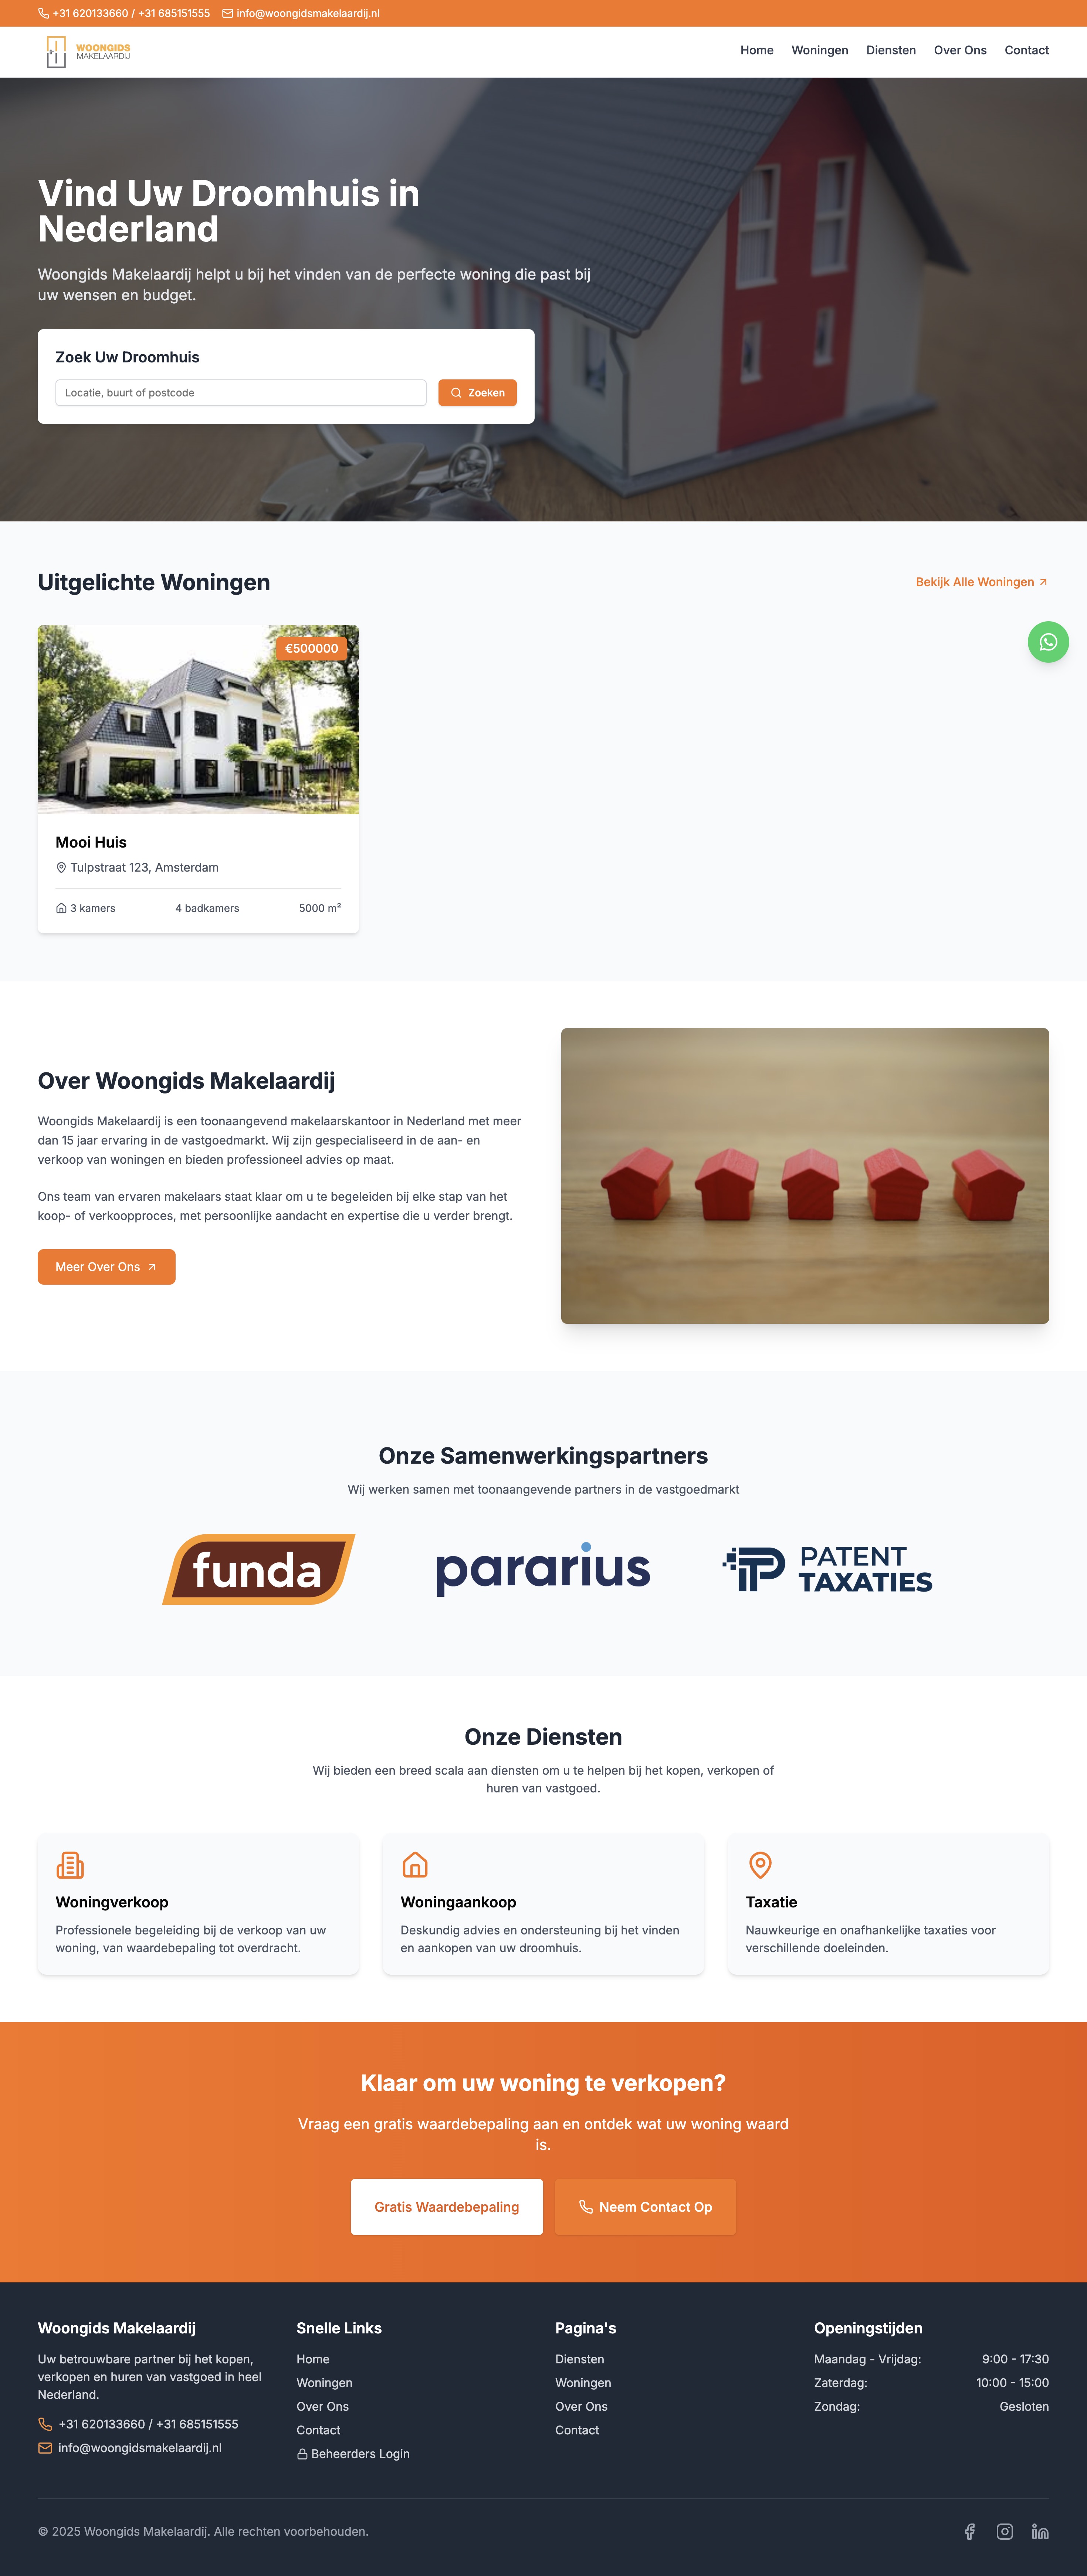 +31 620133660 / +31 685151555 info@woongidsmakelaardij.nl
WOONGIDS
MAKELAARDIJ
Home Woningen Diensten Over Ons Contact
Vind Uw Droomhuis in
Nederland
Woongids Makelaardij helpt u bij het vinden van de perfecte woning die past bij
uw wensen en budget.
Zoek Uw Droomhuis
Locatie, buurt of postcode Zoeken
Uitgelichte Woningen
Bekijk Alle Woningen
€500000
Mooi Huis
Tulpstraat 123, Amsterdam
3 kamers 4 badkamers 5000 m²
Over Woongids Makelaardij
Woongids Makelaardij is een toonaangevend makelaarskantoor in Nederland met meer
dan 15 jaar ervaring in de vastgoedmarkt. Wij zijn gespecialiseerd in de aan- en
verkoop van woningen en bieden professioneel advies op maat.
Ons team van ervaren makelaars staat klaar om u te begeleiden bij elke stap van het
koop- of verkoopproces, met persoonlijke aandacht en expertise die u verder brengt.
Meer Over Ons
Onze Samenwerkingspartners
Wij werken samen met toonaangevende partners in de vastgoedmarkt
funda
pararius
PATENT
TAXATIES
Onze Diensten
Wij bieden een breed scala aan diensten om u te helpen bij het kopen, verkopen of
huren van vastgoed.
Woningverkoop
Professionele begeleiding bij de verkoop van uw
woning, van waardebepaling tot overdracht.
Woningaankoop
Deskundig advies en ondersteuning bij het vinden
en aankopen van uw droomhuis.
Taxatie
Nauwkeurige en onafhankelijke taxaties voor
verschillende doeleinden.
Klaar om uw woning te verkopen?
Vraag een gratis waardebepaling aan en ontdek wat uw woning waard
is.
Gratis Waardebepaling
Neem Contact Op
Woongids Makelaardij
Uw betrouwbare partner bij het kopen,
verkopen en huren van vastgoed in heel
Nederland.
+31 620133660 / +31 685151555
info@woongidsmakelaardij.nl
Snelle Links
Home
Woningen
Over Ons
Contact
Beheerders Login
Pagina's
Diensten
Woningen
Over Ons
Contact
Openingstijden
Maandag - Vrijdag: 9:00 - 17:30
Zaterdag: 10:00 - 15:00
Zondag: Gesloten
© 2025 Woongids Makelaardij. Alle rechten voorbehouden.